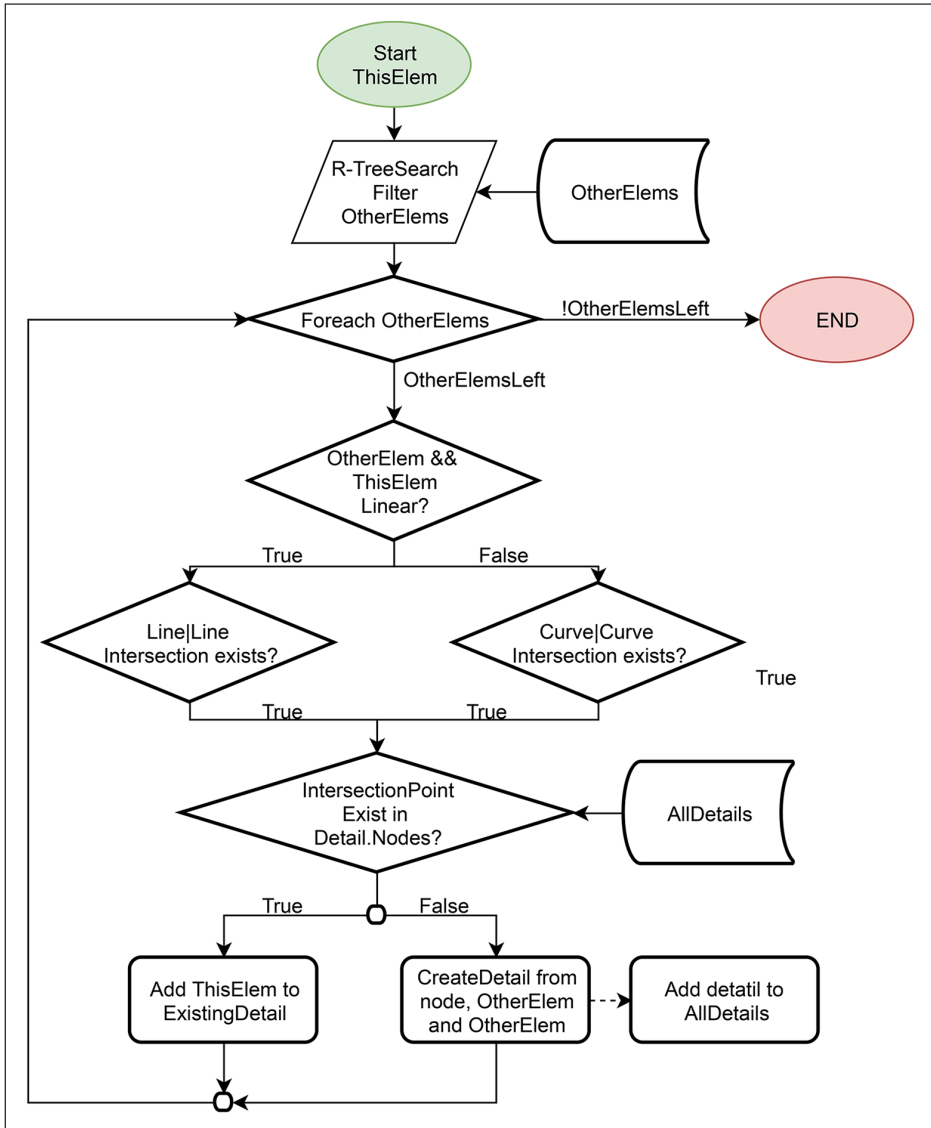 Start
ThisElem
R-TreeSearch
Filter
OtherElems
OtherElems
Foreach OtherElems
!OtherElemsLeft
END
OtherElemsLeft
OtherElem &&
ThisElem
Linear?
True
False
Line|Line
Intersection exists?
Curve|Curve
Intersection exists?
True
True
True
IntersectionPoint
Exist in
Detail.Nodes?
AllDetails
True
False
Add ThisElem to
ExistingDetail
CreateDetail from
node, OtherElem
and OtherElem
Add detatil to
AllDetails